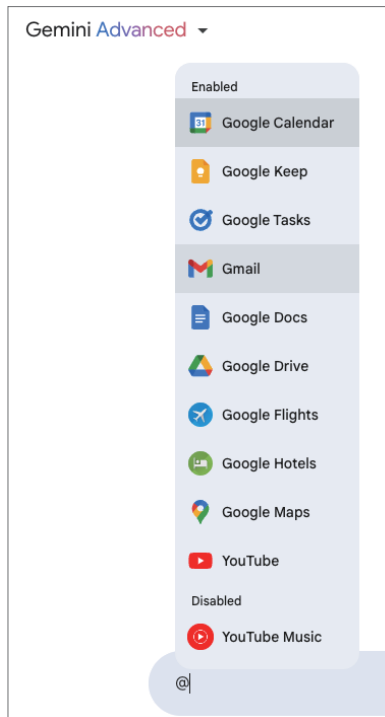 Gemini Advanced
Enabled
31
Google Calendar
Google Keep
Google Tasks
Gmail
Google Docs
Google Drive
Google Flights
Google Hotels
Google Maps
YouTube
Disabled
YouTube Music
@